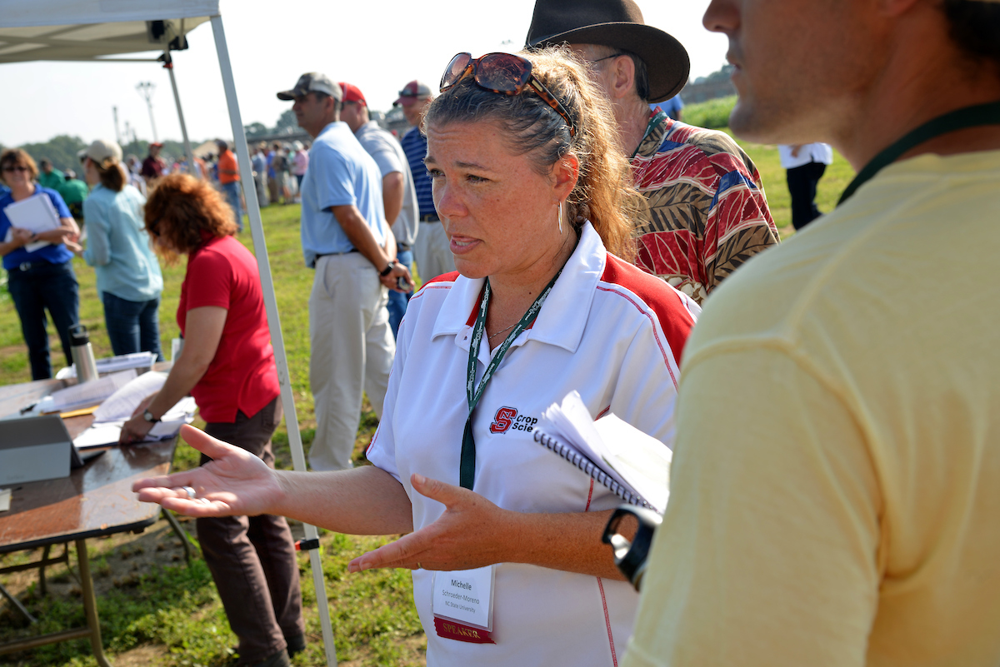 NC
S
Crop
Scie
Michelle
Schroeder-Moreno
NC State University
SPEAKER